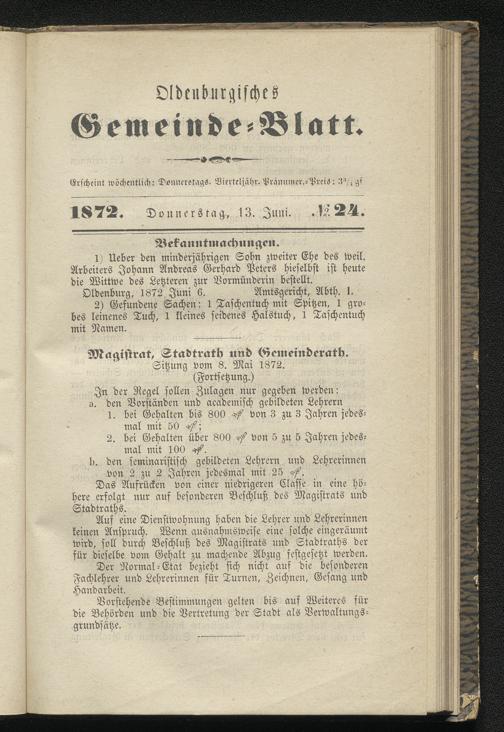 Oldenburgisches
Gemeinde-Blatt.
Erscheint wöchentlich: Donnerstags. Vierteljähr. Pränumer.-Preis: 3¾ gſ
1872. Donnerstag, 13. Juni. № 24.
Bekanntmachungen.
1) Ueber den minderjährigen Sohn zweiter Ehe des weil.
Arbeiters Johann Andreas Gerhard Peters hieselbst ist heute
die Wittwe des Letzteren zur Vormünderin bestellt.
Oldenburg, 1872 Juni 6. Amtsgericht, Abth. I.
2) Gefundene Sachen: 1 Taschentuch mit Spitzen, 1 gro-
bes leinenes Tuch, 1 kleines seidenes Halstuch, 1 Taschentuch
mit Namen.
Magistrat, Stadtrath und Gemeinderath.
Sitzung vom 8. Mai 1872.
(Fortsetzung.)
In der Regel sollen Zulagen nur gegeben werden:
a. den Vorständen und academisch gebildeten Lehrern
1. bei Gehalten bis 800 ₰ von 3 zu 3 Jahren jedes-
mal mit 50 ₰;
2. bei Gehalten über 800 ₰ von 5 zu 5 Jahren jedes-
mal mit 100 ₰.
b. den seminaristisch gebildeten Lehrern und Lehrerinnen
von 2 zu 2 Jahren jedesmal mit 25 ₰.
Das Aufrücken von einer niedrigeren Classe in eine hö-
here erfolgt nur auf besonderen Beschluß des Magistrats und
Stadtraths.
Auf eine Dienstwohnung haben die Lehrer und Lehrerinnen
keinen Anspruch. Wenn ausnahmsweise eine solche eingeräumt
wird, soll durch Beschluß des Magistrats und Stadtraths der
für dieselbe vom Gehalt zu machende Abzug festgesetzt werden.
Der Normal-Etat bezieht sich nicht auf die besonderen
Fachlehrer und Lehrerinnen für Turnen, Zeichnen, Gesang und
Handarbeit.
Vorstehende Bestimmungen gelten bis auf Weiteres für
die Behörden und die Vertretung der Stadt als Verwaltungs-
grundsätze.